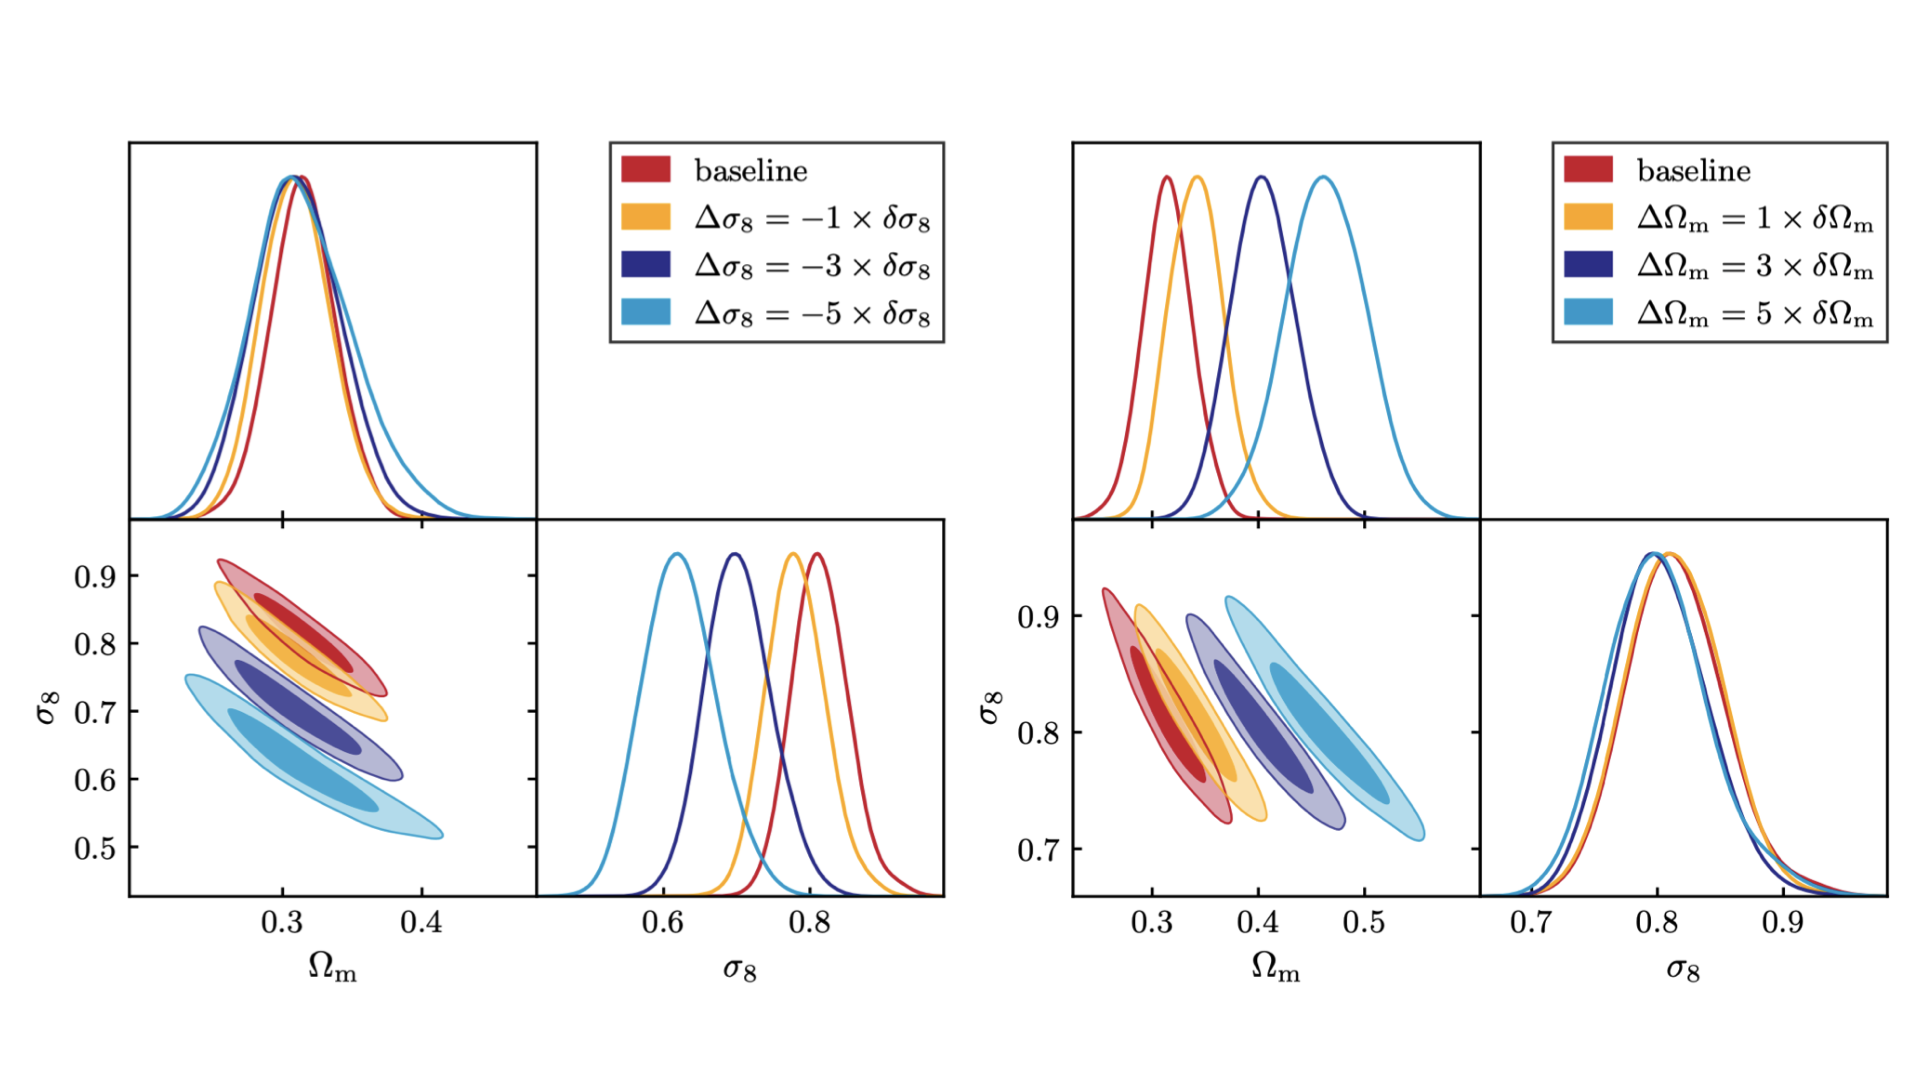 baseline
Δσ₈ = −1 × δσ₈
Δσ₈ = −3 × δσ₈
Δσ₈ = −5 × δσ₈
0.9
0.8
0.7
0.6
0.5
σ₈
0.3 0.4
Ωₘ
0.6 0.8
σ₈
baseline
ΔΩₘ = 1 × δΩₘ
ΔΩₘ = 3 × δΩₘ
ΔΩₘ = 5 × δΩₘ
0.9
0.8
0.7
σ₈
0.3 0.4 0.5
Ωₘ
0.7 0.8 0.9
σ₈